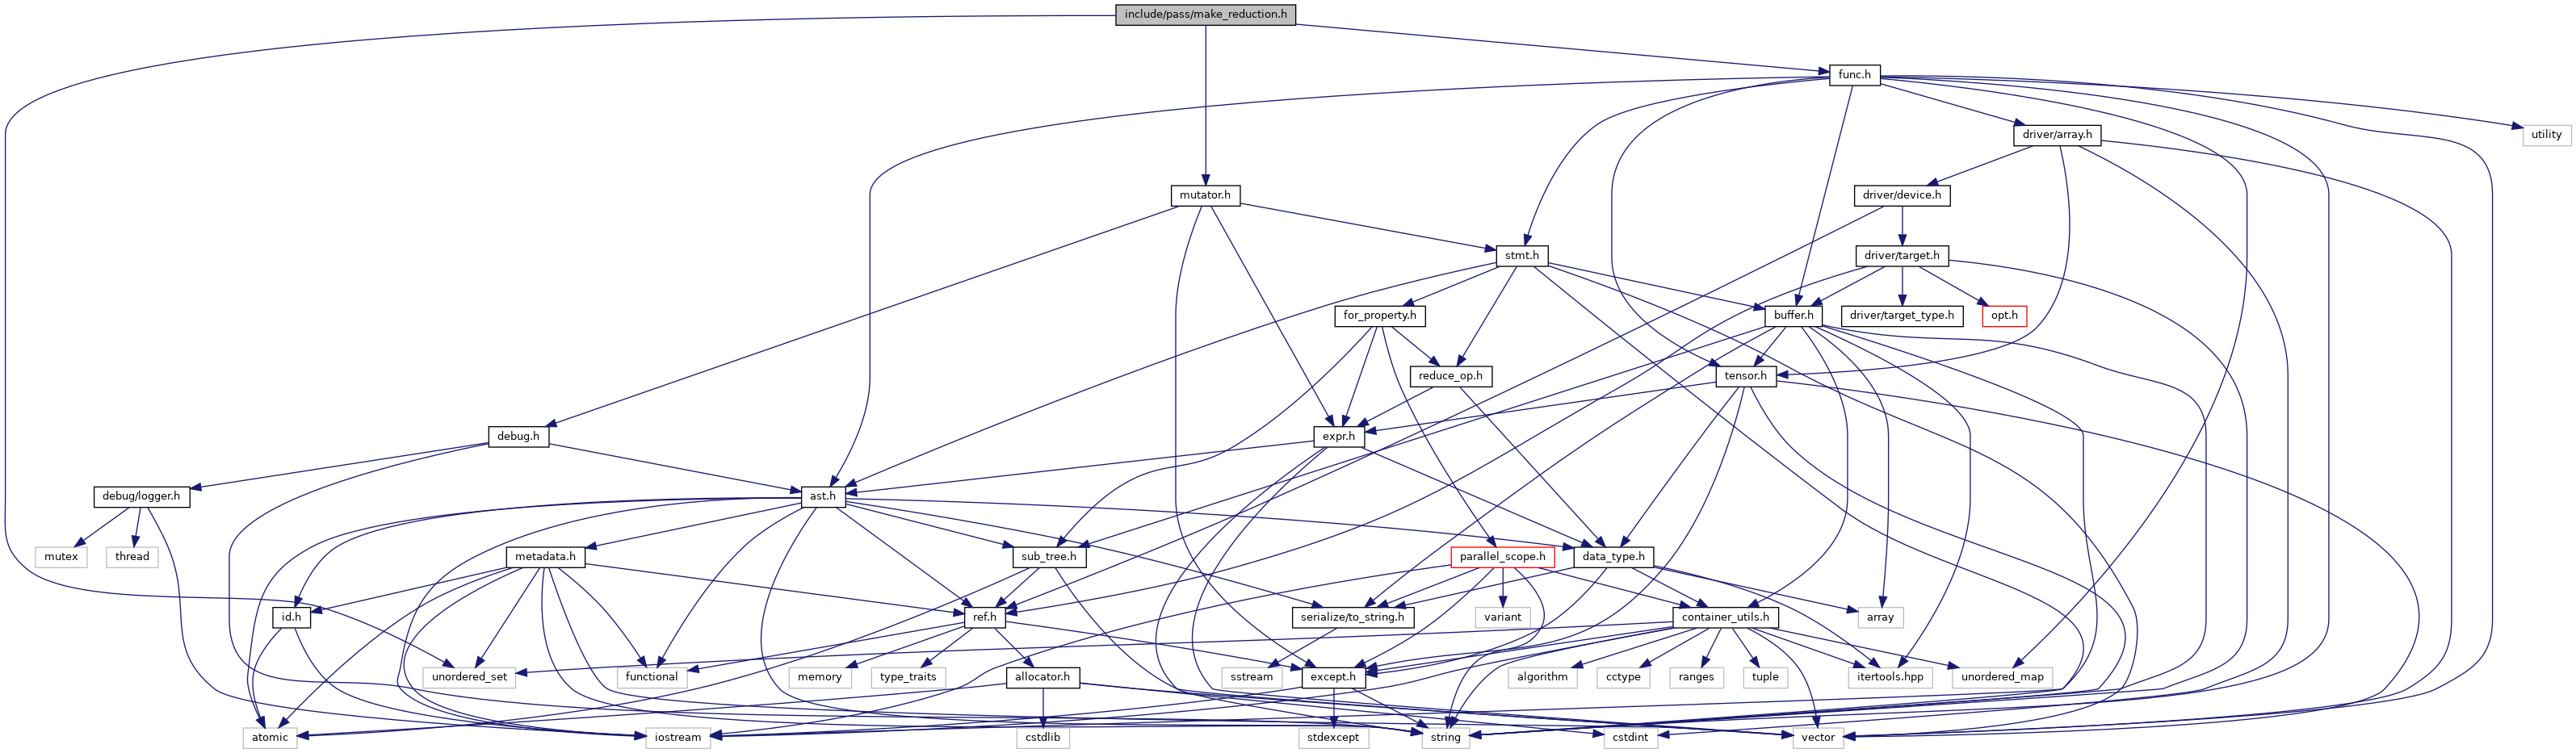 include/pass/make_reduction.h
func.h
driver/array.h
utility
mutator.h
driver/device.h
stmt.h
driver/target.h
for_property.h
buffer.h
driver/target_type.h
opt.h
reduce_op.h
tensor.h
debug.h
expr.h
debug/logger.h
ast.h
mutex
thread
metadata.h
sub_tree.h
parallel_scope.h
data_type.h
id.h
ref.h
serialize/to_string.h
variant
container_utils.h
array
unordered_set
functional
memory
type_traits
allocator.h
sstream
except.h
algorithm
cctype
ranges
tuple
itertools.hpp
unordered_map
atomic
iostream
cstdlib
stdexcept
string
cstdint
vector